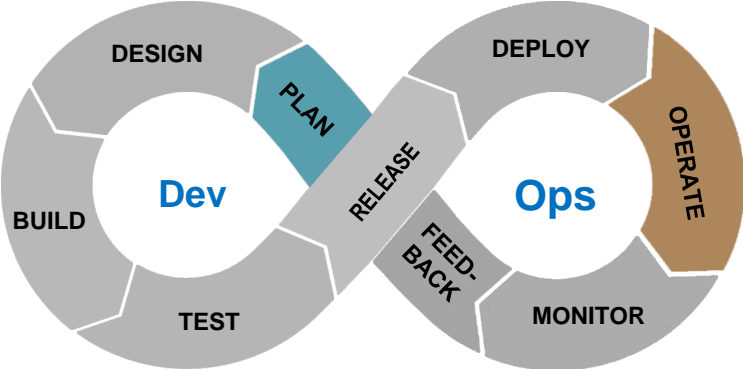 DESIGN
PLAN
DEPLOY
OPERATE
RELEASE
Dev
Ops
BUILD
FEED-
BACK
TEST
MONITOR